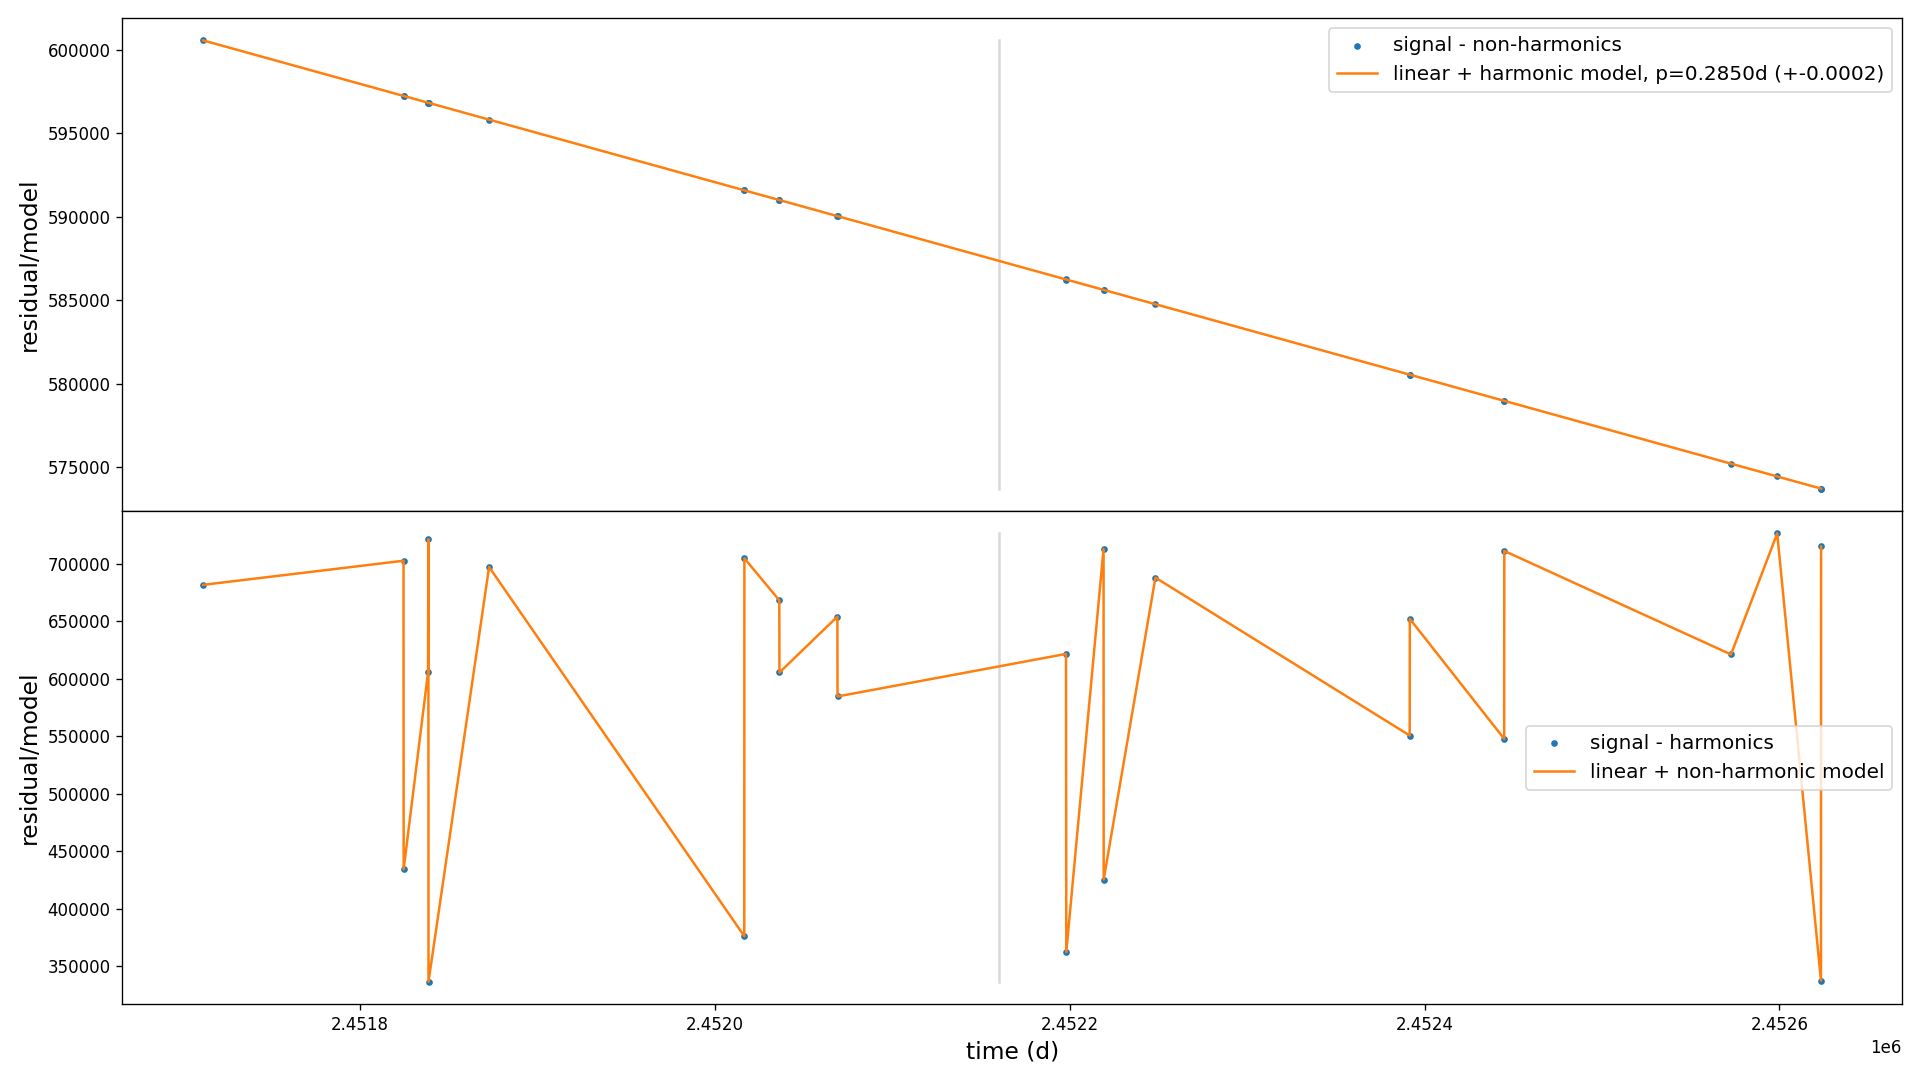 600000
595000
590000
585000
580000
575000
residual/model
signal - non-harmonics
linear + harmonic model, p=0.2850d (+-0.0002)
700000
650000
600000
550000
500000
450000
400000
350000
residual/model
signal - harmonics
linear + non-harmonic model
2.4518
2.4520
2.4522
2.4524
2.4526
1e6
time (d)